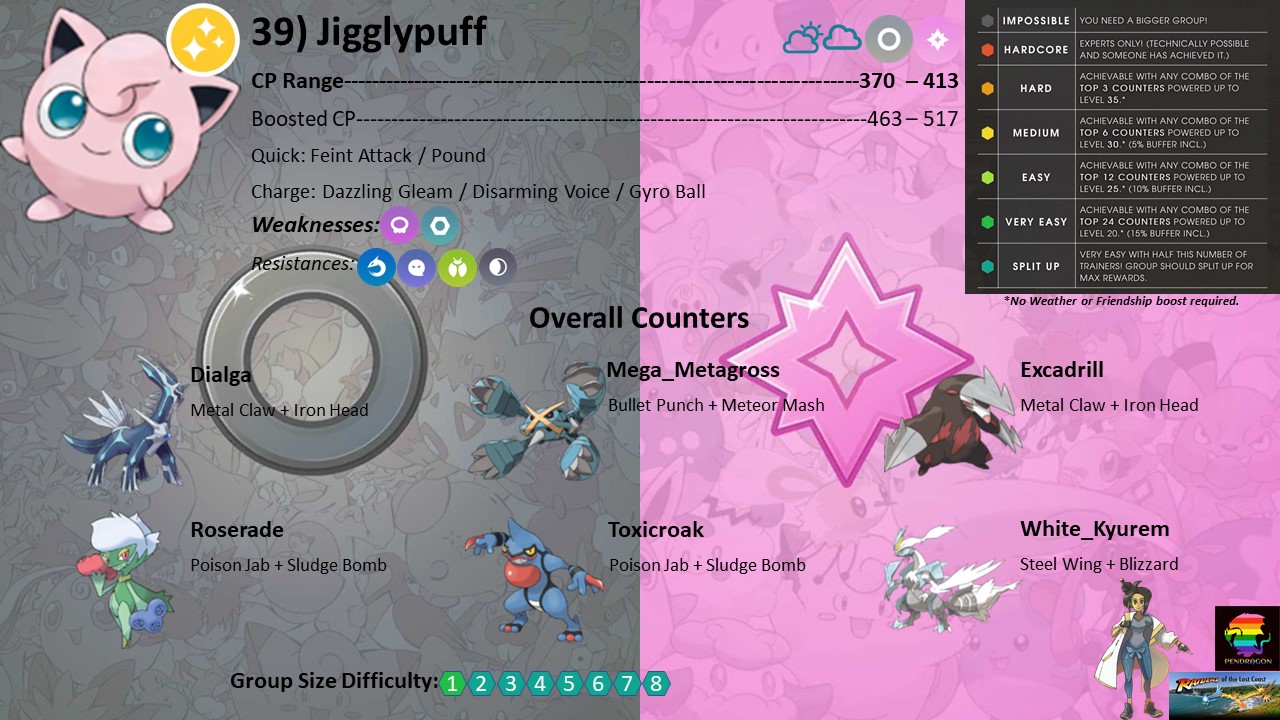 39) Jigglypuff
CP Range---370 – 413
Boosted CP---463 – 517
Quick: Feint Attack / Pound
Charge: Dazzling Gleam / Disarming Voice / Gyro Ball
Weaknesses:
Resistances:
IMPOSSIBLE YOU NEED A BIGGER GROUP!
HARDCORE EXPERTS ONLY! (TECHNICALLY POSSIBLE
AND SOMEONE HAS ACHIEVED IT.)
HARD ACHIEVABLE WITH ANY COMBO OF THE
TOP 3 COUNTERS POWERED UP TO
LEVEL 35.*
MEDIUM ACHIEVABLE WITH ANY COMBO OF THE
TOP 6 COUNTERS POWERED UP TO
LEVEL 30.* (5% BUFFER INCL.)
EASY ACHIEVABLE WITH ANY COMBO OF THE
TOP 12 COUNTERS POWERED UP TO
LEVEL 25.* (10% BUFFER INCL.)
VERY EASY ACHIEVABLE WITH ANY COMBO OF THE
TOP 24 COUNTERS POWERED UP TO
LEVEL 20.* (15% BUFFER INCL.)
SPLIT UP VERY EASY WITH HALF THIS NUMBER OF
TRAINERS! GROUP SHOULD SPLIT UP FOR
MAX REWARDS.
*No Weather or Friendship boost required.
Overall Counters
Dialga
Metal Claw + Iron Head
Mega_Metagross
Bullet Punch + Meteor Mash
Excadrill
Metal Claw + Iron Head
Roserade
Poison Jab + Sludge Bomb
Toxicroak
Poison Jab + Sludge Bomb
White_Kyurem
Steel Wing + Blizzard
Group Size Difficulty: 1 2 3 4 5 6 7 8
PENDRAGON
RAIDERS of the Lost Coast